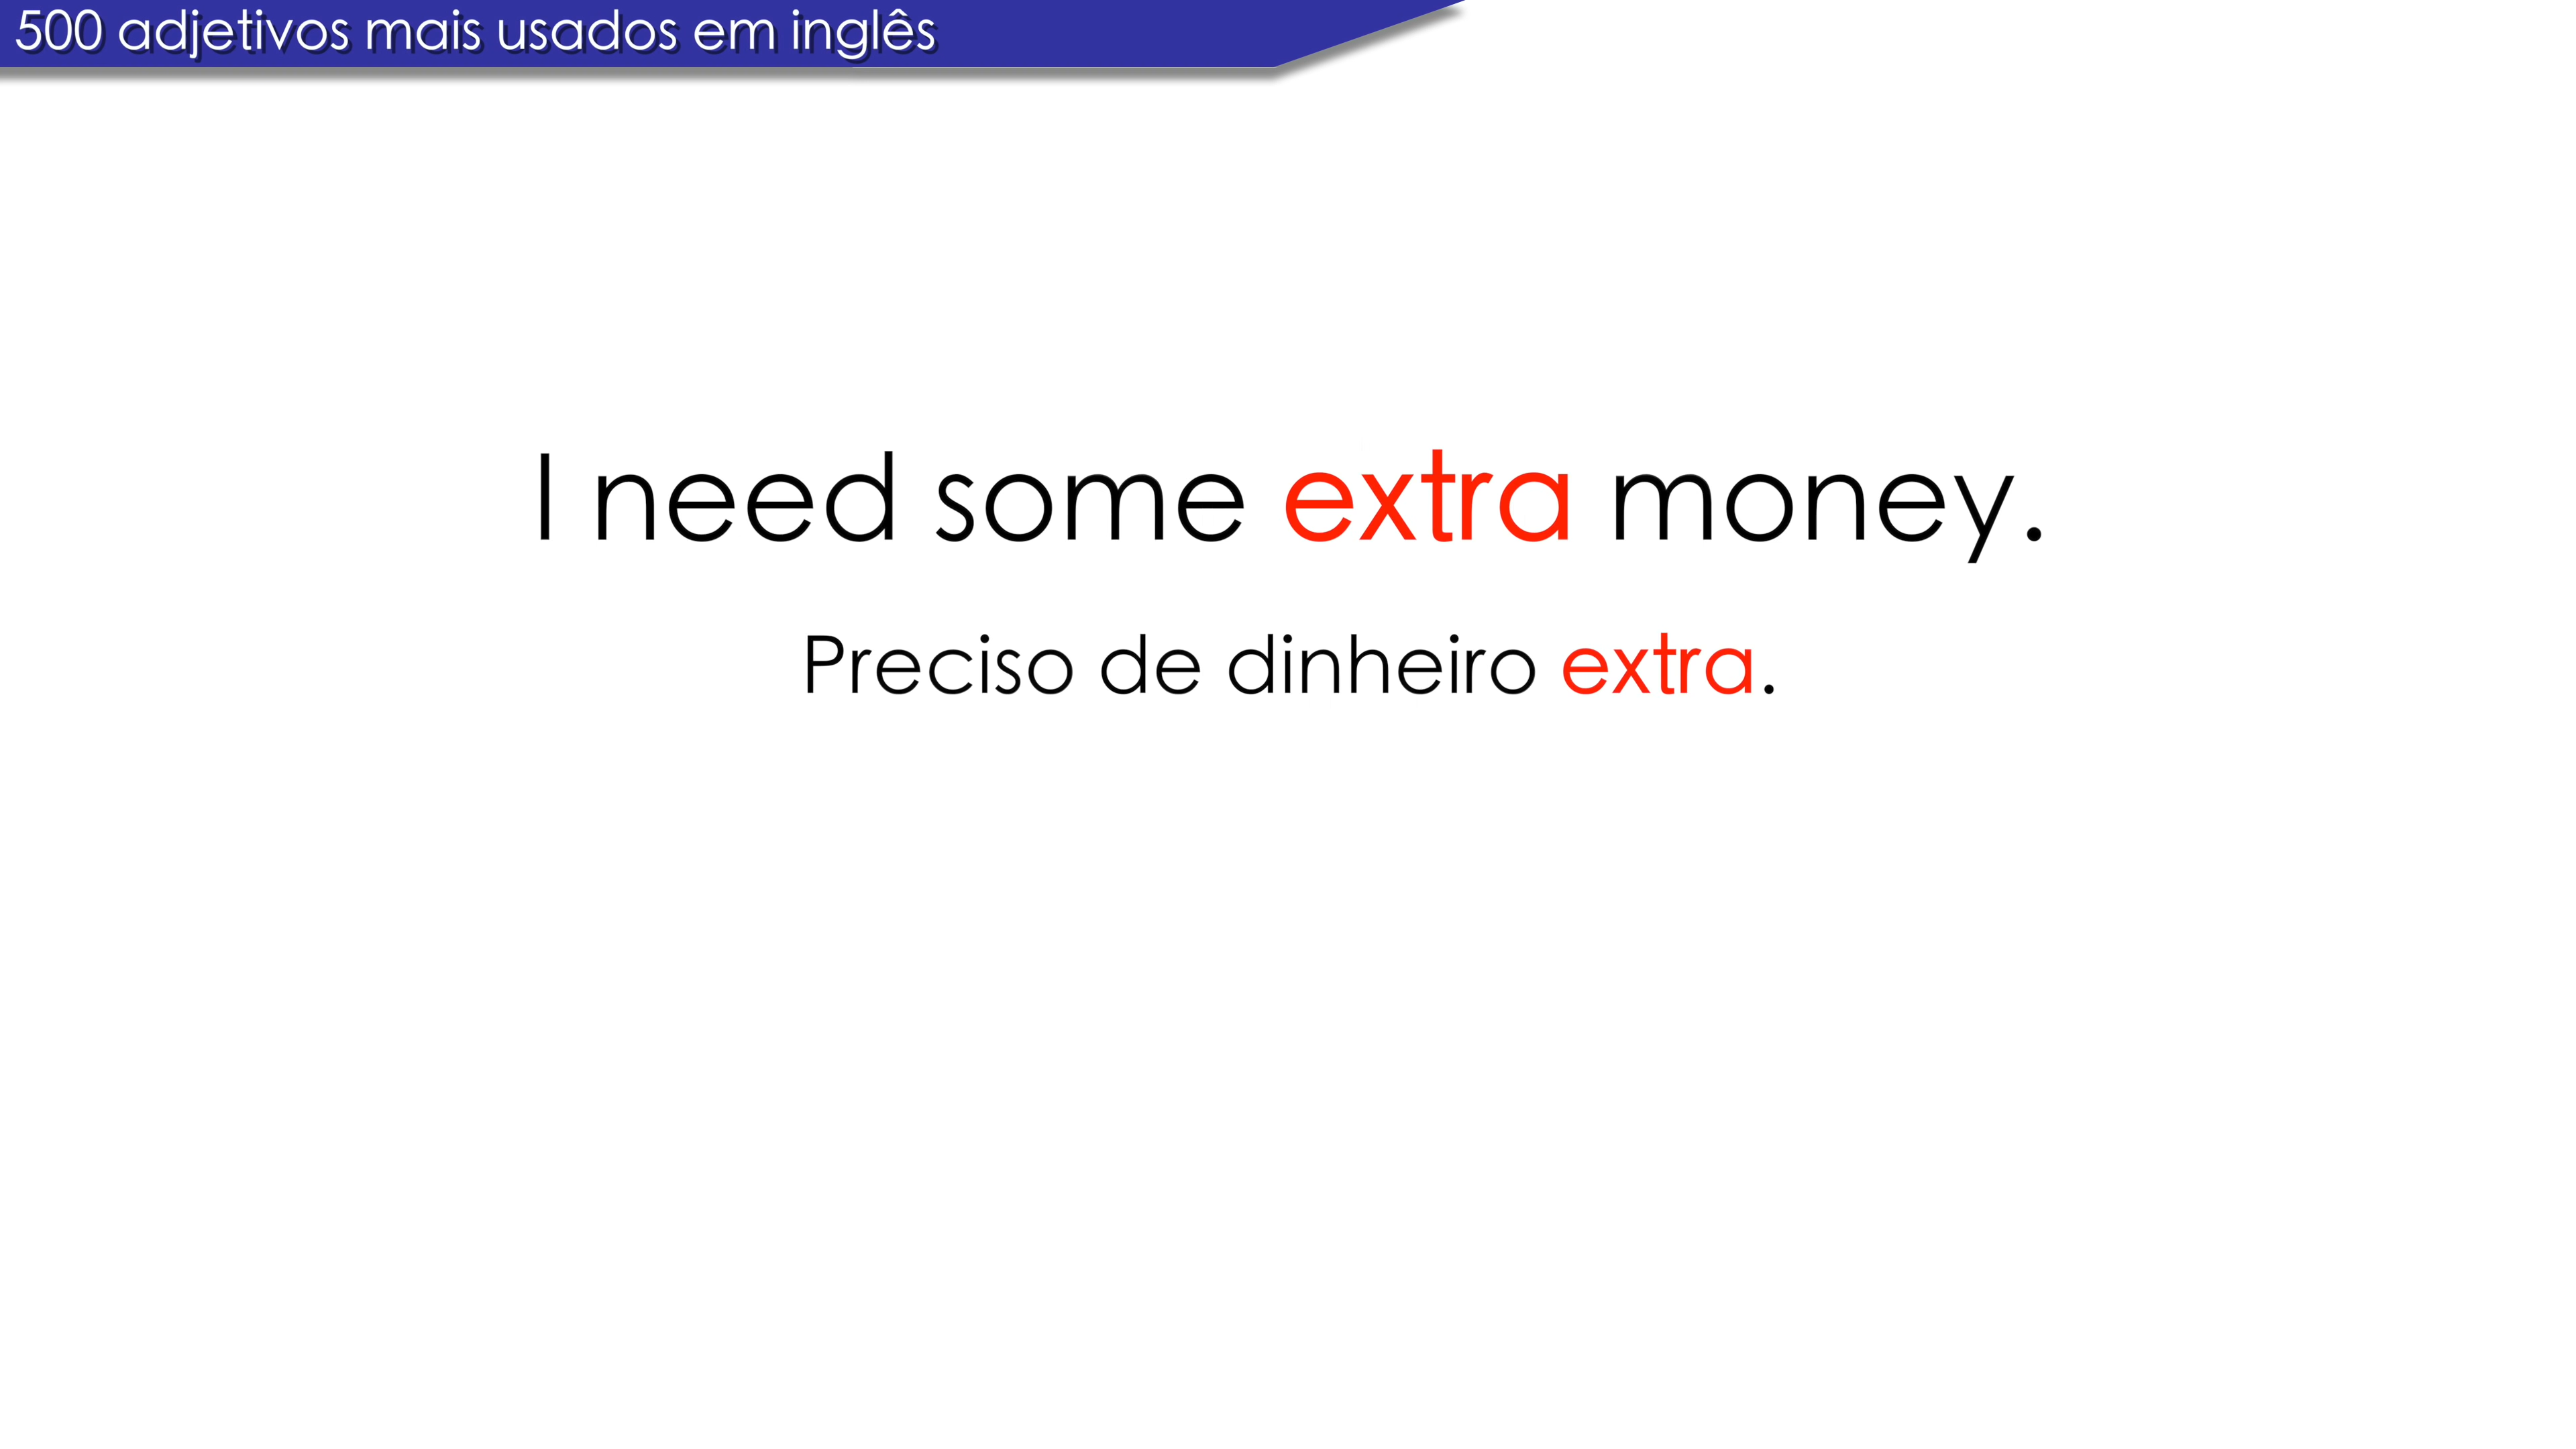 500 adjetivos mais usados em inglês
I need some extra money.
Preciso de dinheiro extra.